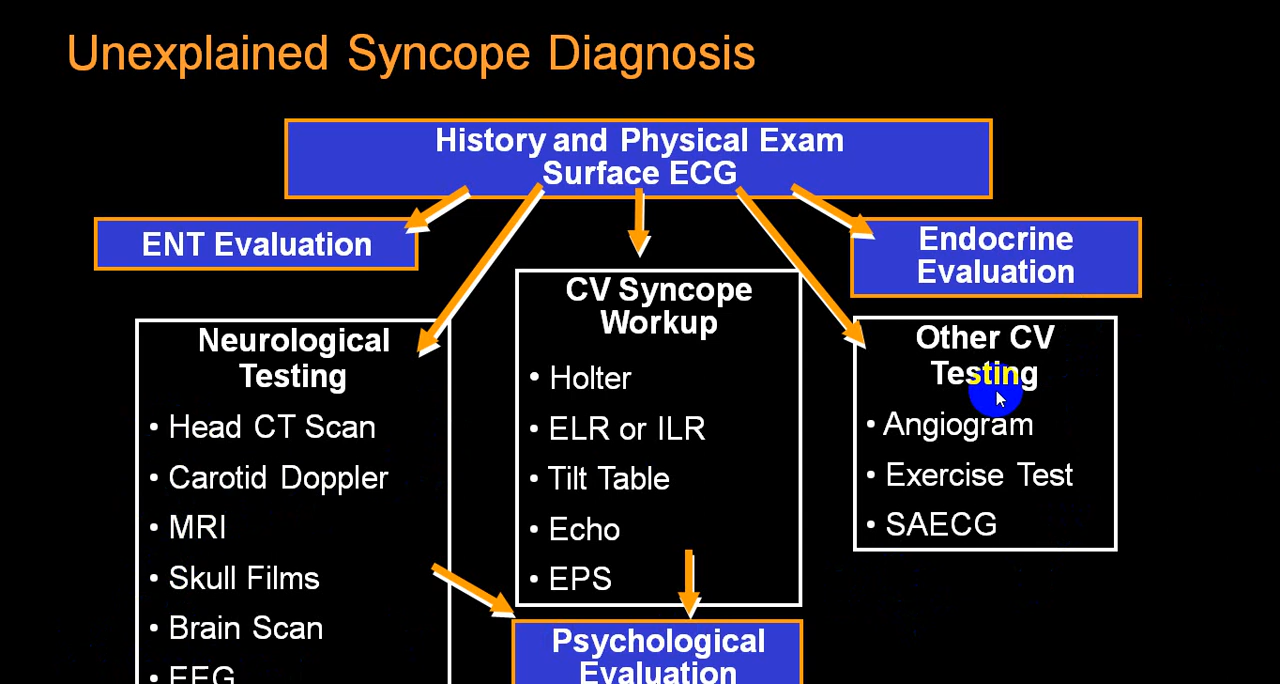 Unexplained Syncope Diagnosis
History and Physical Exam
Surface ECG
ENT Evaluation
Endocrine
Evaluation
CV Syncope
Workup
• Holter
• ELR or ILR
• Tilt Table
• Echo
• EPS
Neurological
Testing
• Head CT Scan
• Carotid Doppler
• MRI
• Skull Films
• Brain Scan
• EEG
Other CV
Testing
• Angiogram
• Exercise Test
• SAECG
Psychological
Evaluation